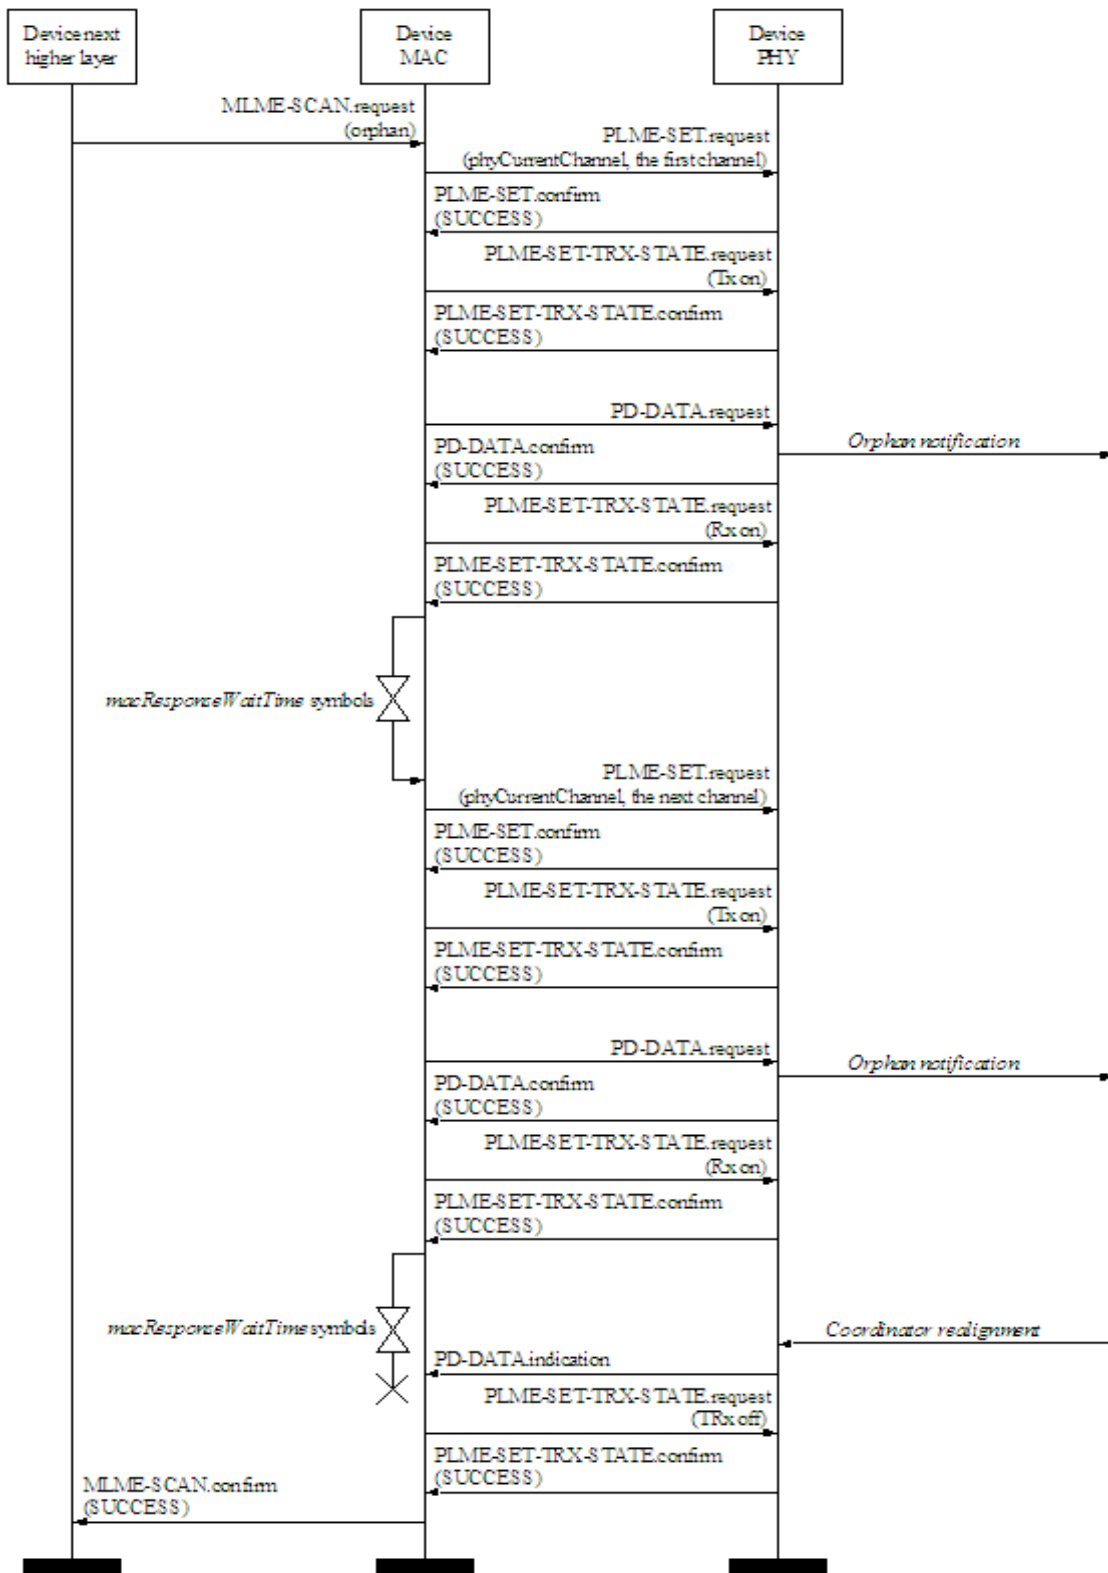 Device next
higher layer
Device
MAC
Device
PHY
MLME-SCAN.request
(orphan)
PLME-SET.request
(phyCurrentChannel, the first channel)
PLME-SET.confirm
(SUCCESS)
PLME-SET-TRX-STATE.request
(Tx on)
PLME-SET-TRX-STATE.confirm
(SUCCESS)
PD-DATA.request
Orphan notification
PD-DATA.confirm
(SUCCESS)
PLME-SET-TRX-STATE.request
(Rx on)
PLME-SET-TRX-STATE.confirm
(SUCCESS)
macResponseWaitTime symbols
PLME-SET.request
(phyCurrentChannel, the next channel)
PLME-SET.confirm
(SUCCESS)
PLME-SET-TRX-STATE.request
(Tx on)
PLME-SET-TRX-STATE.confirm
(SUCCESS)
PD-DATA.request
Orphan notification
PD-DATA.confirm
(SUCCESS)
PLME-SET-TRX-STATE.request
(Rx on)
PLME-SET-TRX-STATE.confirm
(SUCCESS)
macResponseWaitTime symbols
Coordinator realignment
PD-DATA.indication
PLME-SET-TRX-STATE.request
(TRx off)
PLME-SET-TRX-STATE.confirm
(SUCCESS)
MLME-SCAN.confirm
(SUCCESS)